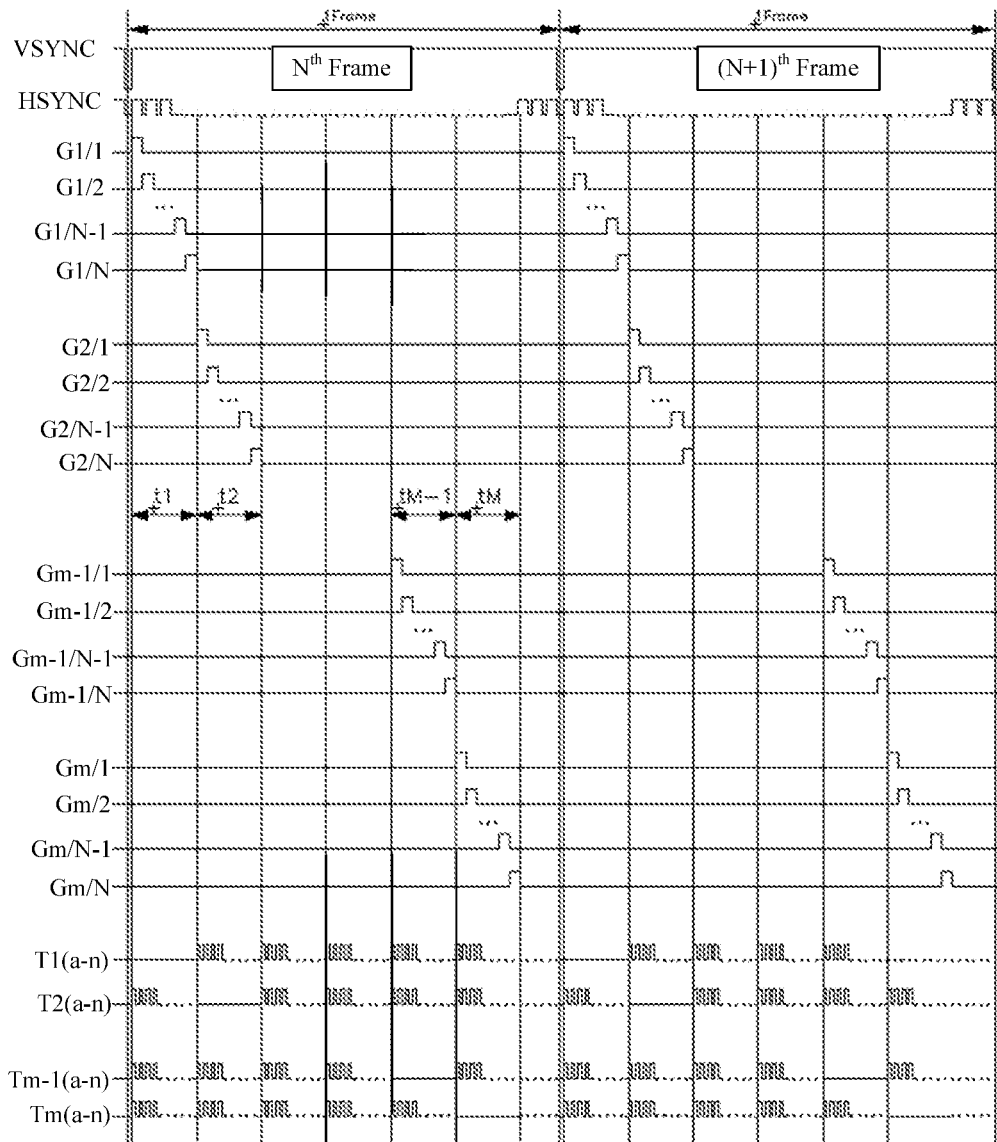 tFrame tFrame
VSYNC
Nth Frame (N+1)th Frame
HSYNC
G1/1
G1/2
G1/N-1
G1/N
G2/1
G2/2
G2/N-1
G2/N
t1 t2 tM-1 tM
Gm-1/1
Gm-1/2
Gm-1/N-1
Gm-1/N
Gm/1
Gm/2
Gm/N-1
Gm/N
T1(a-n)
T2(a-n)
Tm-1(a-n)
Tm(a-n)